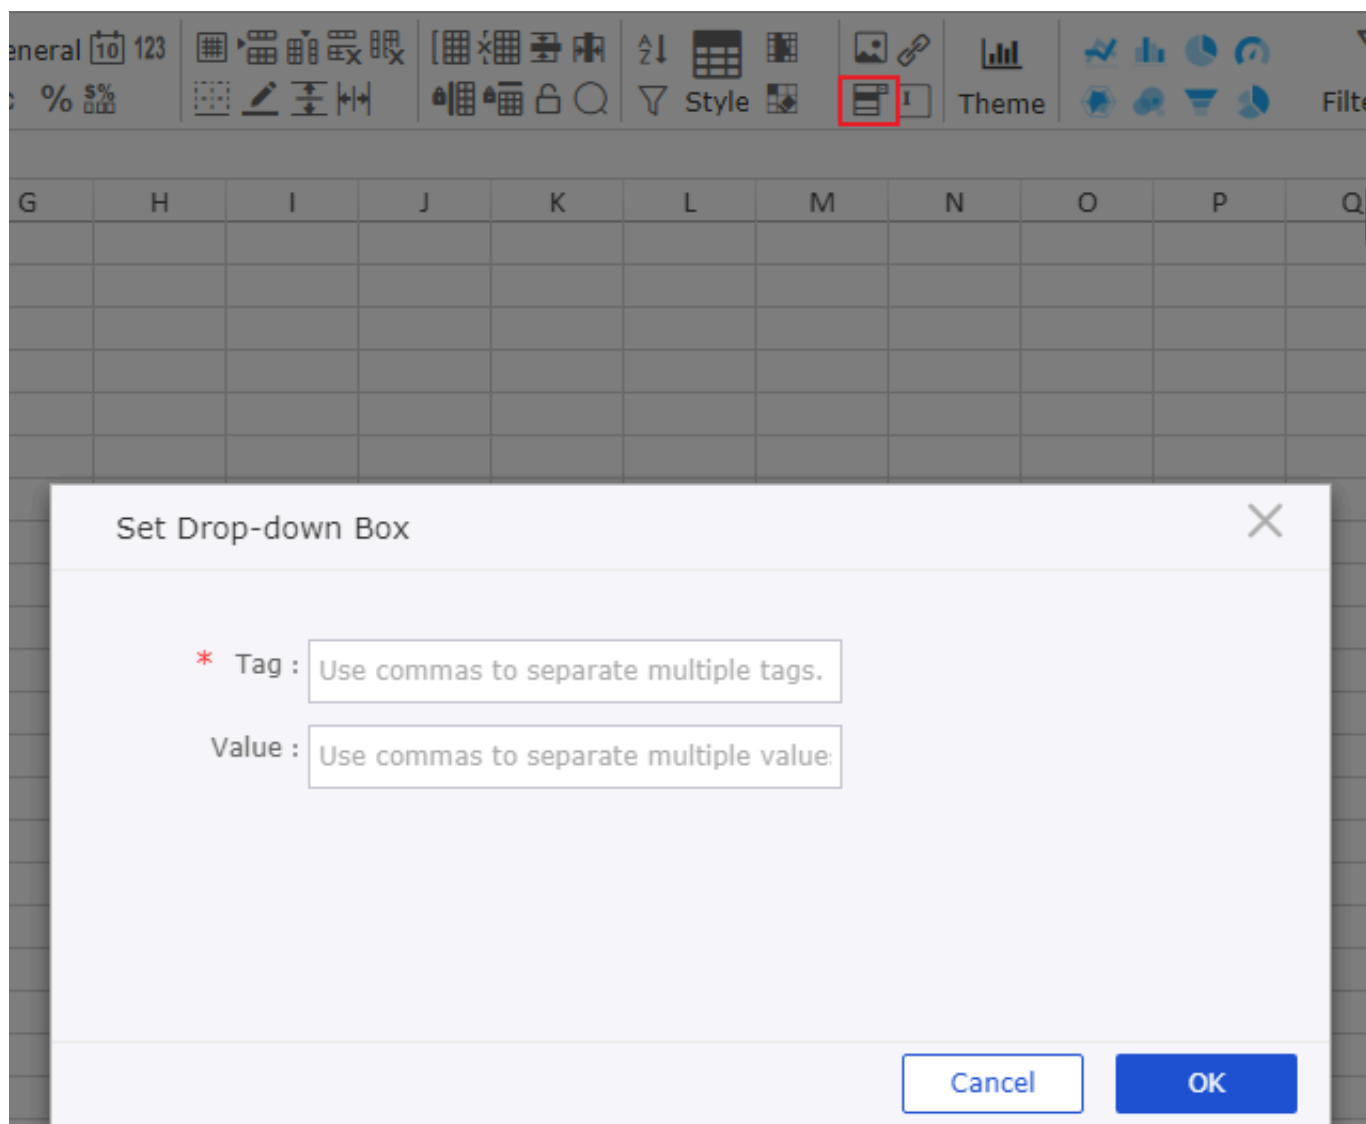 eneral 10 123
% $%
Style
Theme
Filte
G H I J K L M N O P Q
Set Drop-down Box
* Tag : Use commas to separate multiple tags.
Value : Use commas to separate multiple value
Cancel OK